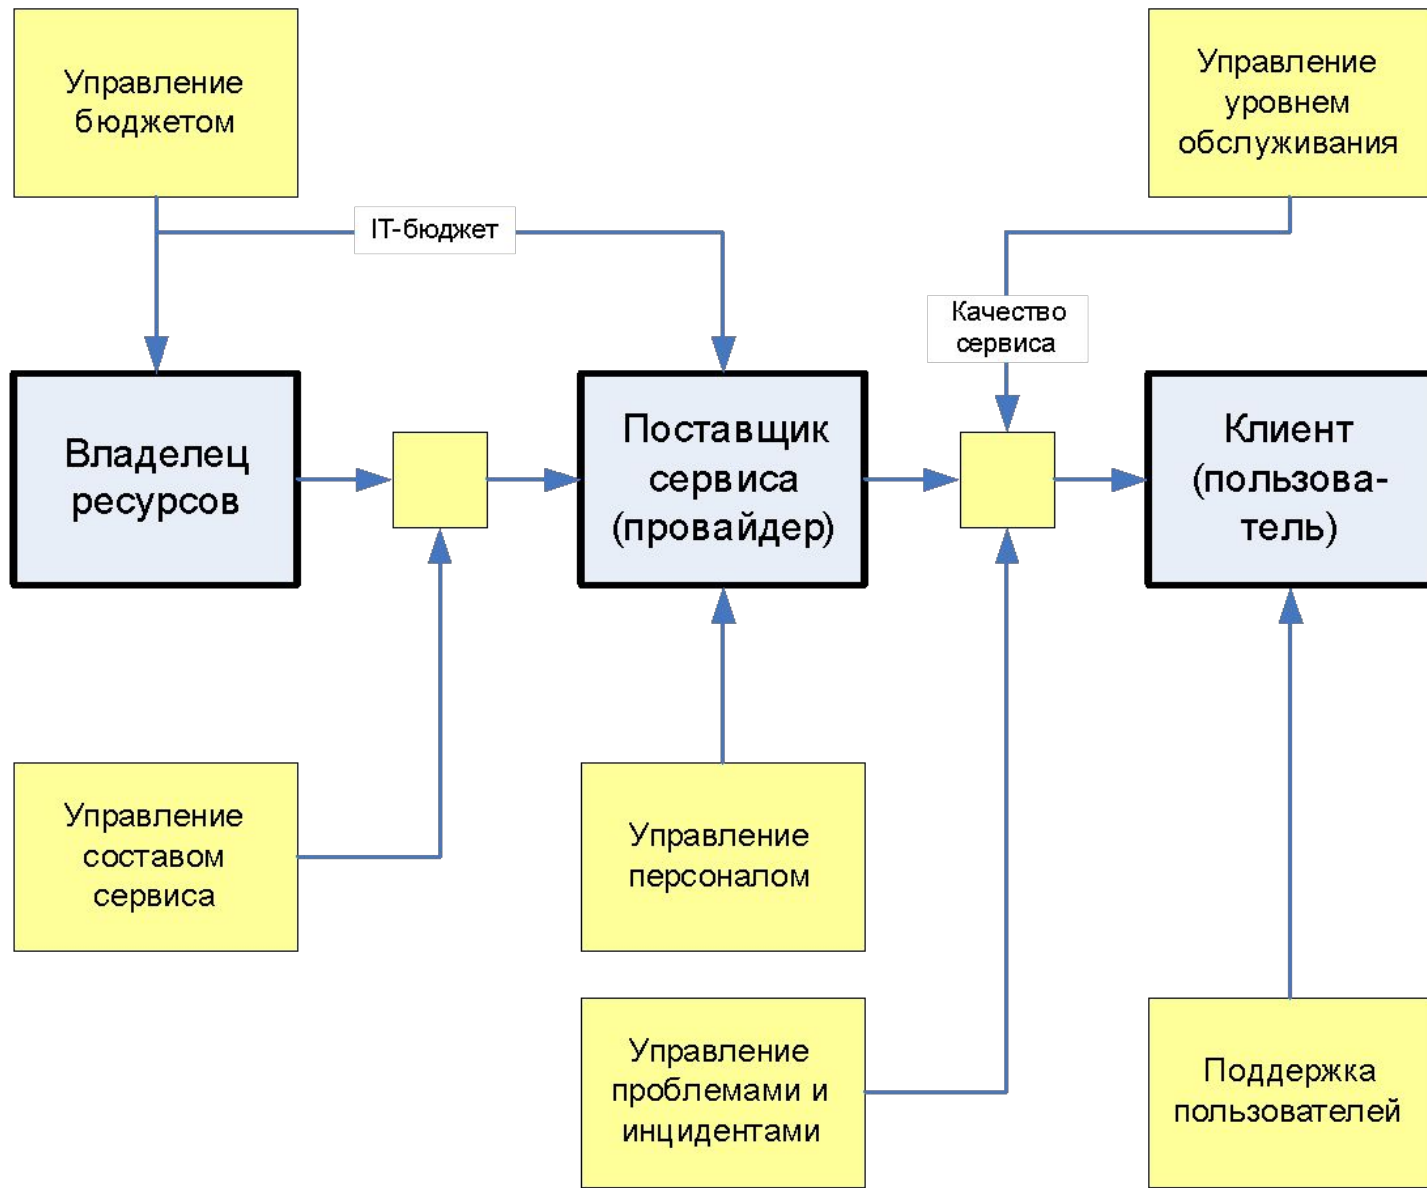 Управление
бюджетом
Управление
уровнем
обслуживания
IT-бюджет
Качество
сервиса
Владелец
ресурсов
Поставщик
сервиса
(провайдер)
Клиент
(пользова-
тель)
Управление
составом
сервиса
Управление
персоналом
Управление
проблемами и
инцидентами
Поддержка
пользователей